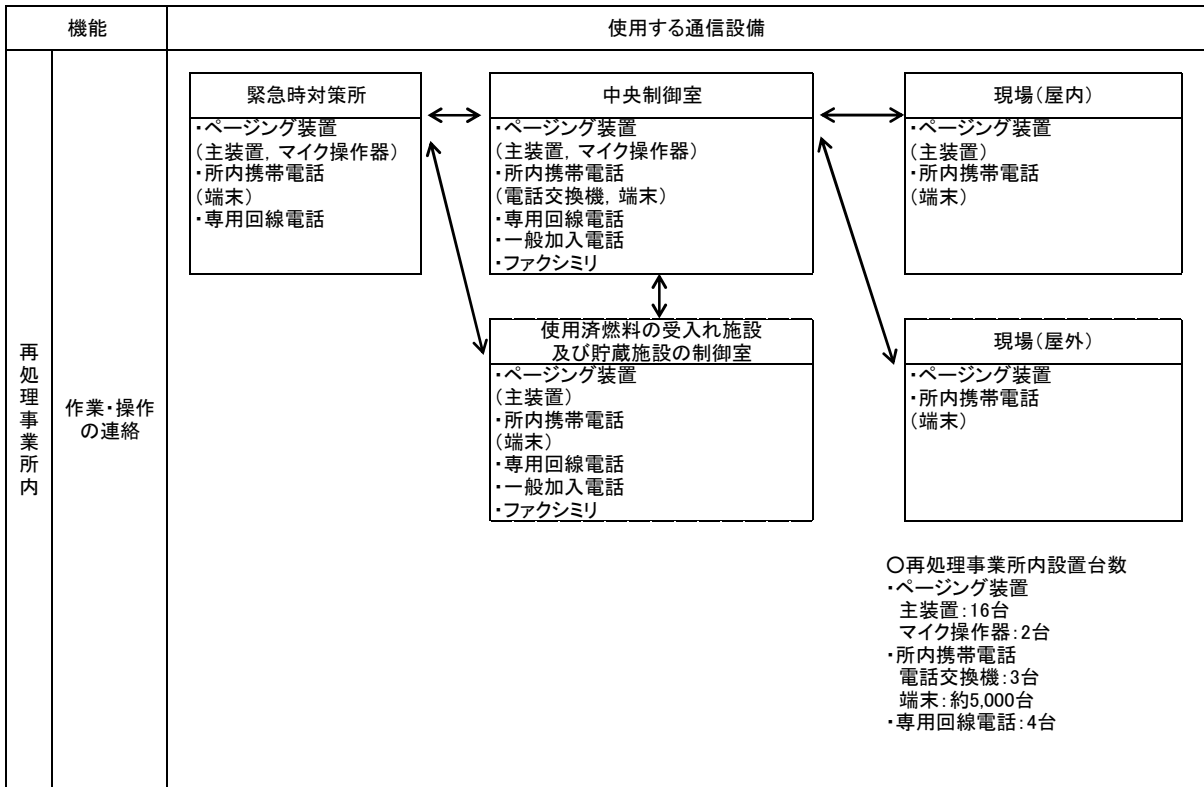 機能
使用する通信設備
再処理事業所内
作業・操作
の連絡
緊急時対策所
・ページング装置
(主装置, マイク操作器)
・所内携帯電話
(端末)
・専用回線電話
中央制御室
・ページング装置
(主装置, マイク操作器)
・所内携帯電話
(電話交換機, 端末)
・専用回線電話
・一般加入電話
・ファクシミリ
現場(屋内)
・ページング装置
(主装置)
・所内携帯電話
(端末)
使用済燃料の受入れ施設
及び貯蔵施設の制御室
・ページング装置
(主装置)
・所内携帯電話
(端末)
・専用回線電話
・一般加入電話
・ファクシミリ
現場(屋外)
・ページング装置
・所内携帯電話
(端末)
○再処理事業所内設置台数
・ページング装置
主装置:16台
マイク操作器:2台
・所内携帯電話
電話交換機:3台
端末:約5,000台
・専用回線電話:4台